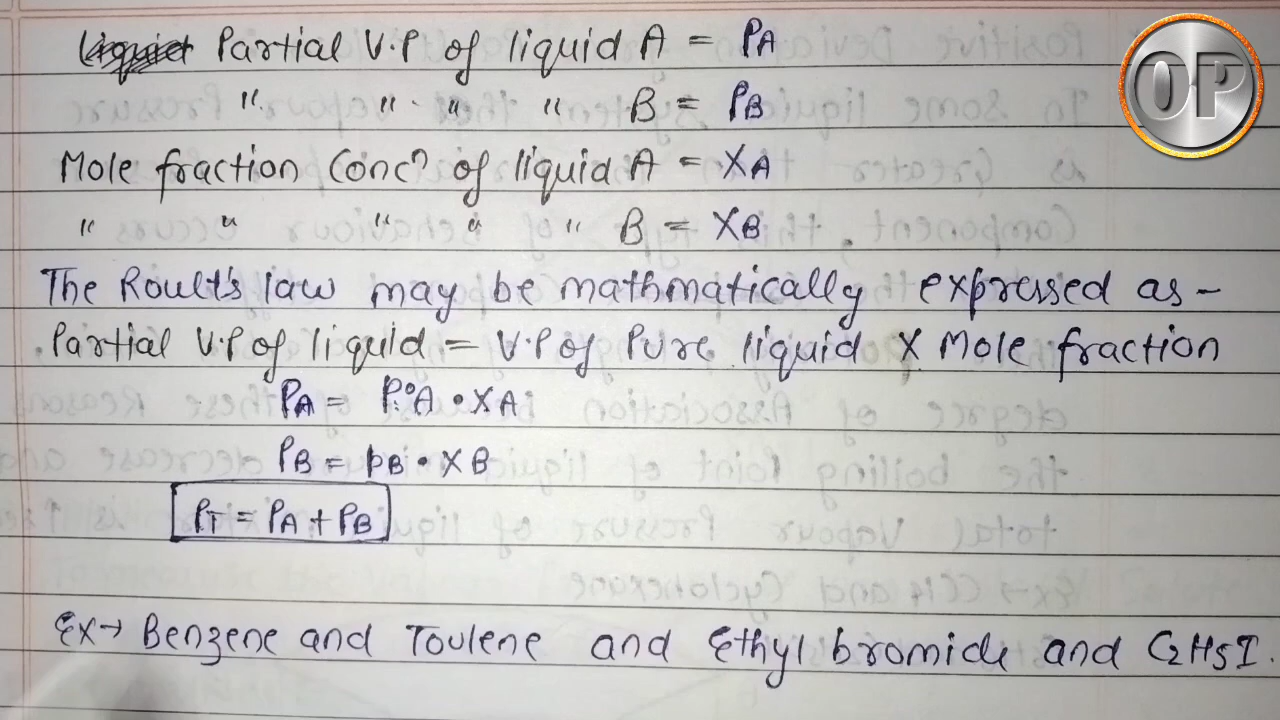 Partial V.P of liquid A = PA
" " " " B = PB
Mole fraction Concn of liquid A = XA
" " " " " B = XB
The Roult's law may be mathmatically expressed as -
Partial V.P of liquid = V.P of Pure liquid X Mole fraction
PA = P°A • XA
PB = PB • XB
PT = PA + PB
Ex → Benzene and Toulene and Ethyl bromide and C2H5I.
OP